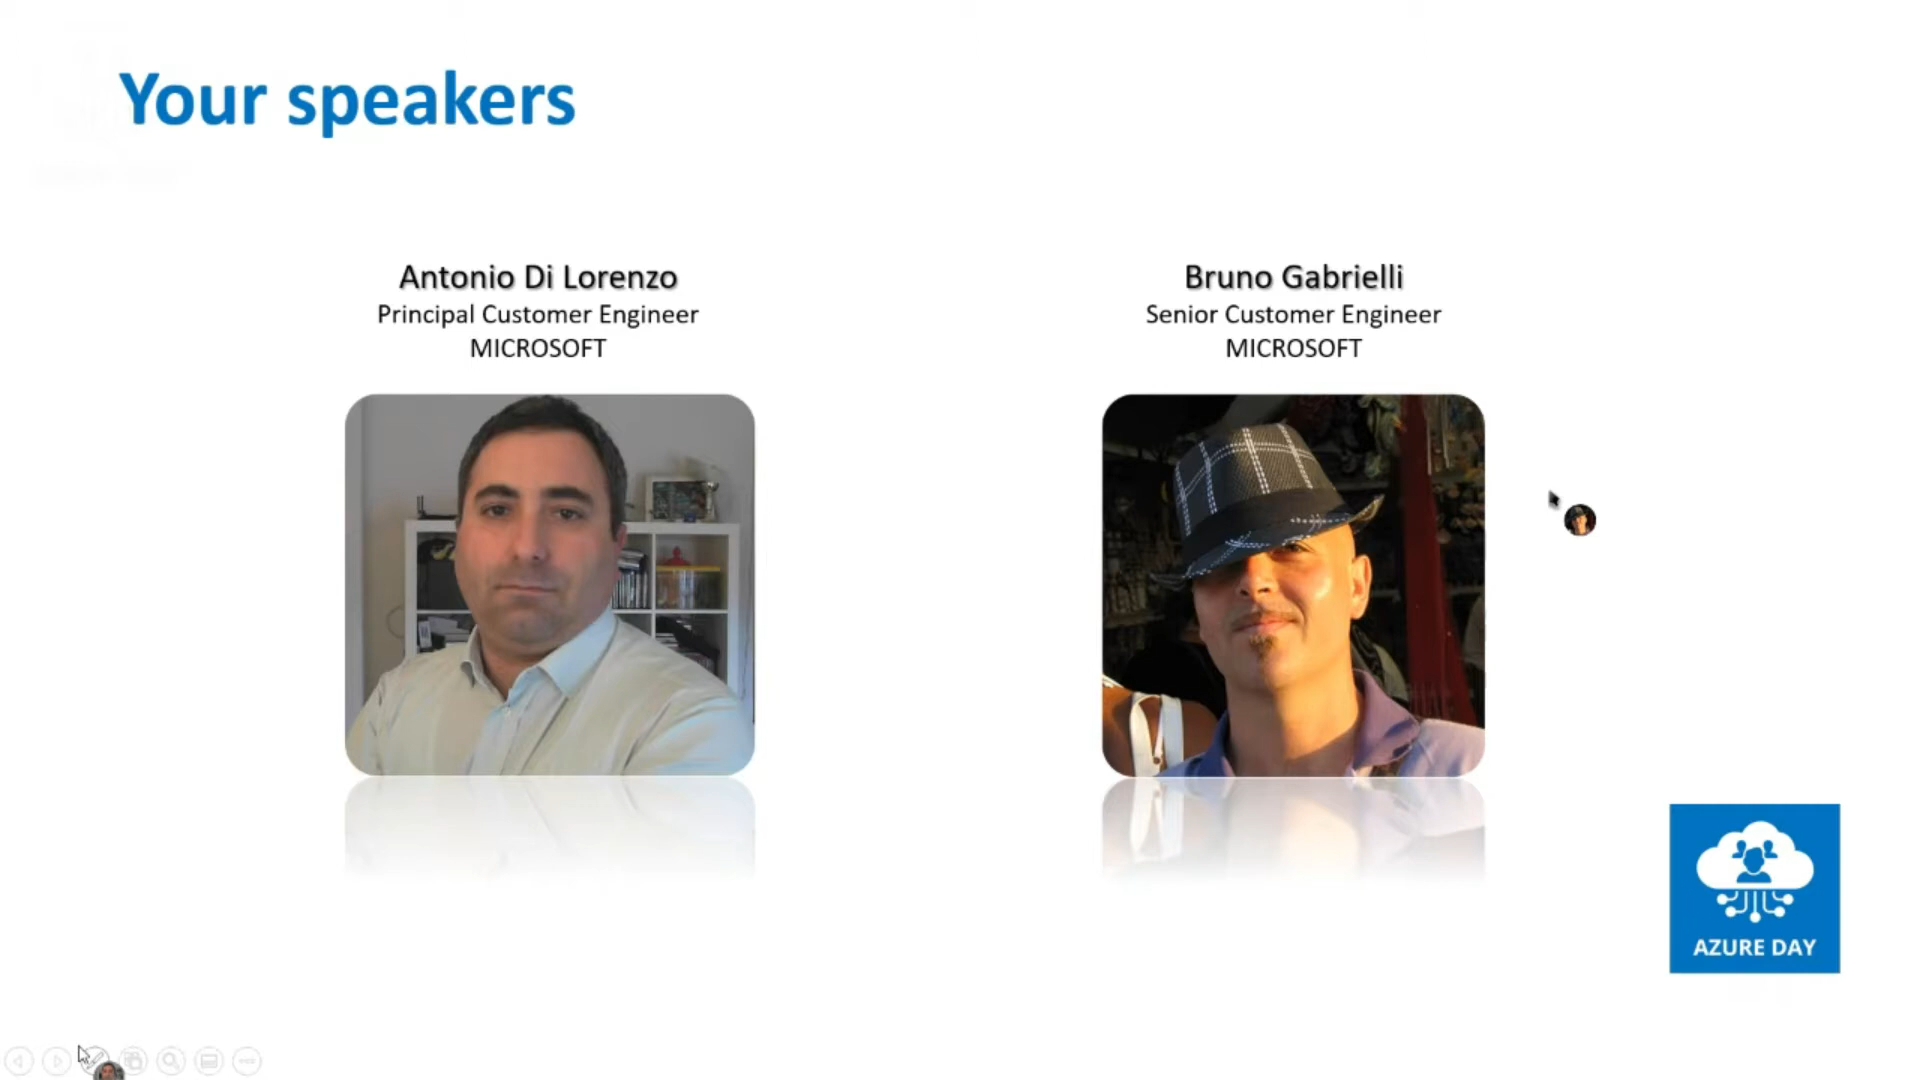 Your speakers
Antonio Di Lorenzo
Principal Customer Engineer
MICROSOFT
Bruno Gabrielli
Senior Customer Engineer
MICROSOFT
AZURE DAY